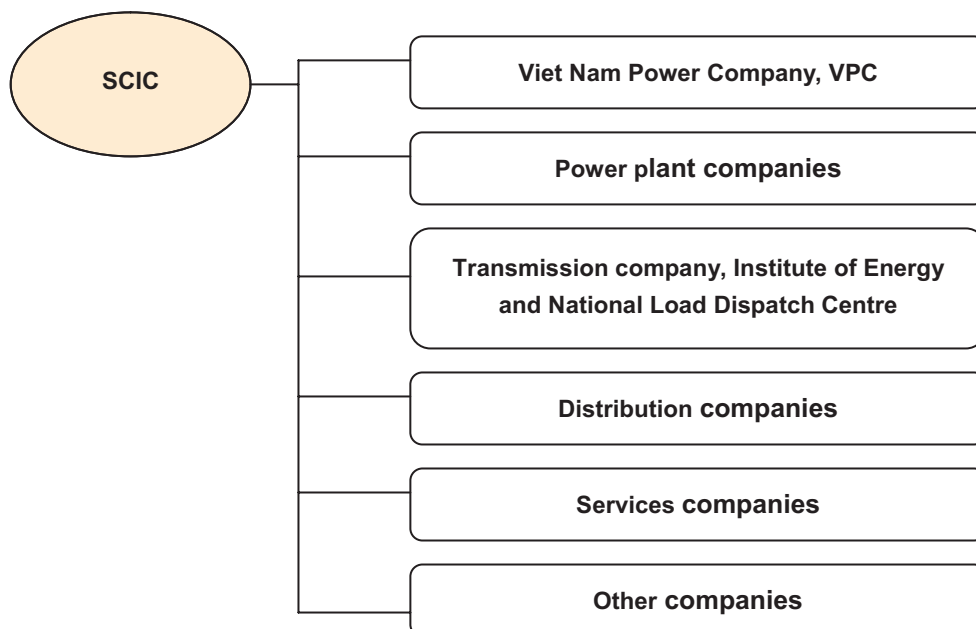 SCIC
Viet Nam Power Company, VPC
Power plant companies
Transmission company, Institute of Energy
and National Load Dispatch Centre
Distribution companies
Services companies
Other companies